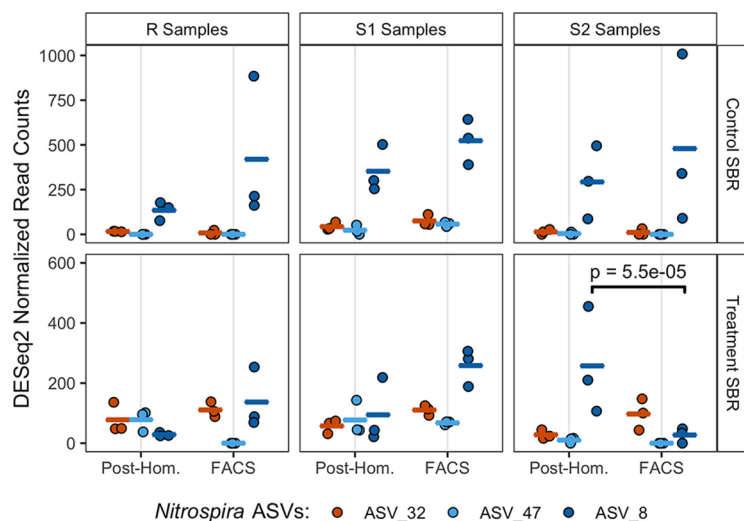 R Samples
S1 Samples
S2 Samples
DESeq2 Normalized Read Counts
1000
750
500
250
0
Control SBR
600
400
200
0
p = 5.5e-05
Treatment SBR
Post-Hom.
FACS
Post-Hom.
FACS
Post-Hom.
FACS
Nitrospira ASVs:
ASV_32
ASV_47
ASV_8